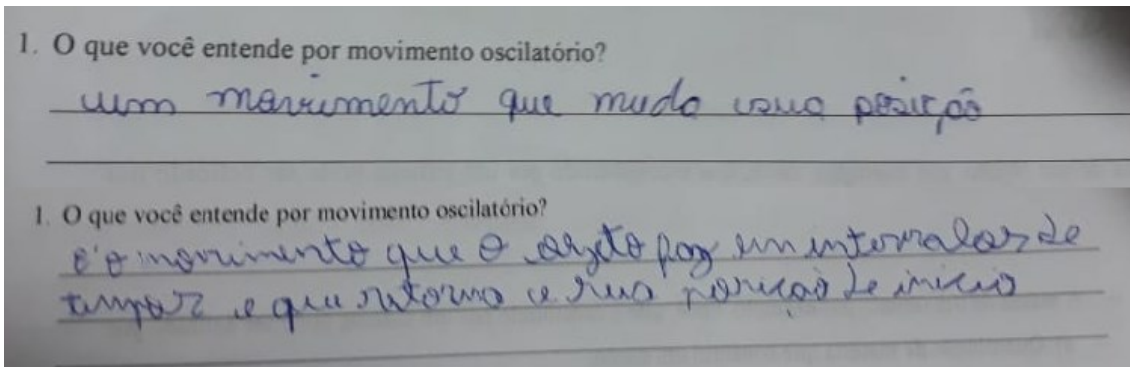 1. O que você entende por movimento oscilatório?
um movimento que muda sua posição
1. O que você entende por movimento oscilatório?
é o movimento que o objeto faz em intervalos de
tempos e que retorna a sua posição de inicio